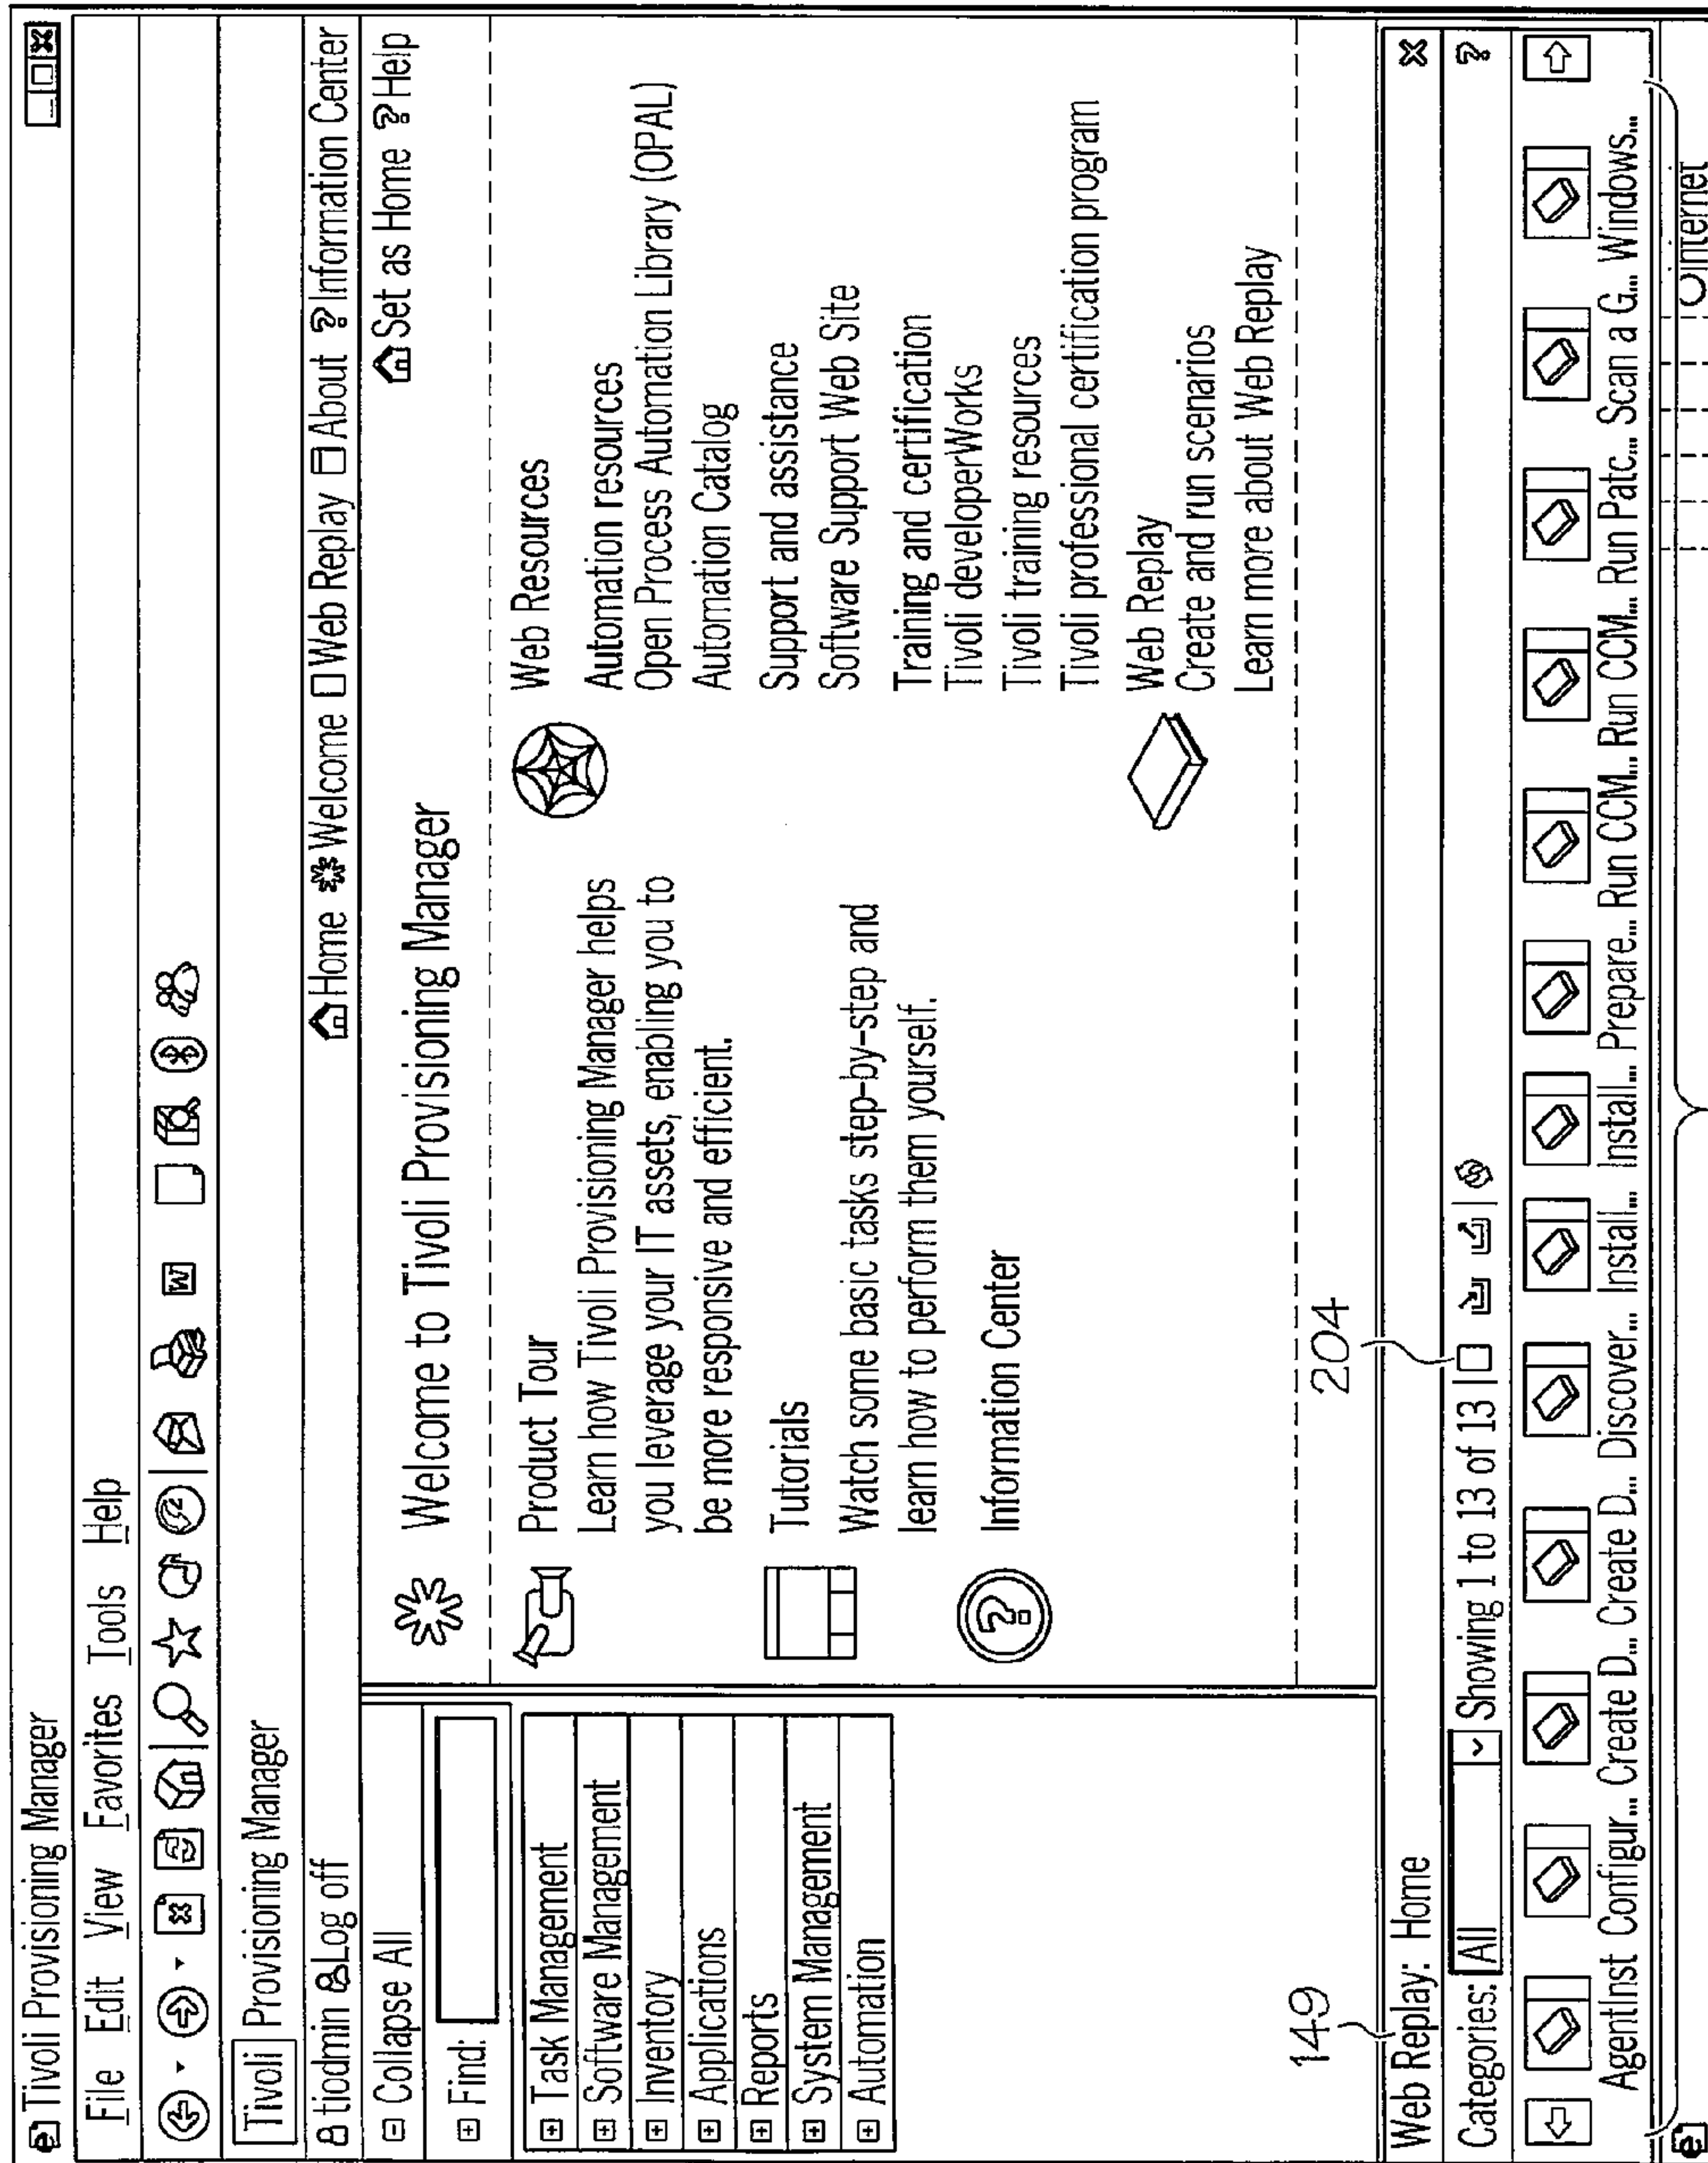 Tivoli Provisioning Manager
File Edit View Favorites Tools Help
Tivoli Provisioning Manager
tiodmin Log off
Home Welcome Web Replay About ? Information Center
Collapse All
Find:
Task Management
Software Management
Inventory
Applications
Reports
System Management
Automation
Set as Home ? Help
Welcome to Tivoli Provisioning Manager
Product Tour
Learn how Tivoli Provisioning Manager helps
you leverage your IT assets, enabling you to
be more responsive and efficient.
Tutorials
Watch some basic tasks step-by-step and
learn how to perform them yourself.
Information Center
Web Resources
Automation resources
Open Process Automation Library (OPAL)
Automation Catalog
Support and assistance
Software Support Web Site
Training and certification
Tivoli developerWorks
Tivoli training resources
Tivoli professional certification program
Web Replay
Create and run scenarios
Learn more about Web Replay
149
204
Web Replay: Home
Categories: All Showing 1 to 13 of 13 ?
AgentInst Configur... Create D... Create D... Discover... Install... Install... Prepare... Run CCM... Run COM... Run Patc... Scan a G... Windows...
Internet